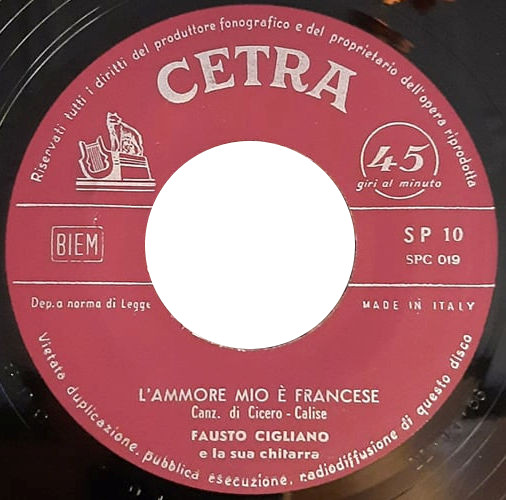 Riservati tutti i diritti del produttore fonografico e del proprietario dell'opera riprodotta
CETRA
45
giri al minuto
BIEM
SP 10
SPC 019
Dep. a norma di Legge
MADE IN ITALY
L'AMMORE MIO È FRANCESE
Canz. di Cicero - Calise
FAUSTO CIGLIANO
e la sua chitarra
Vietata duplicazione, pubblica esecuzione, radiodiffusione di questo disco